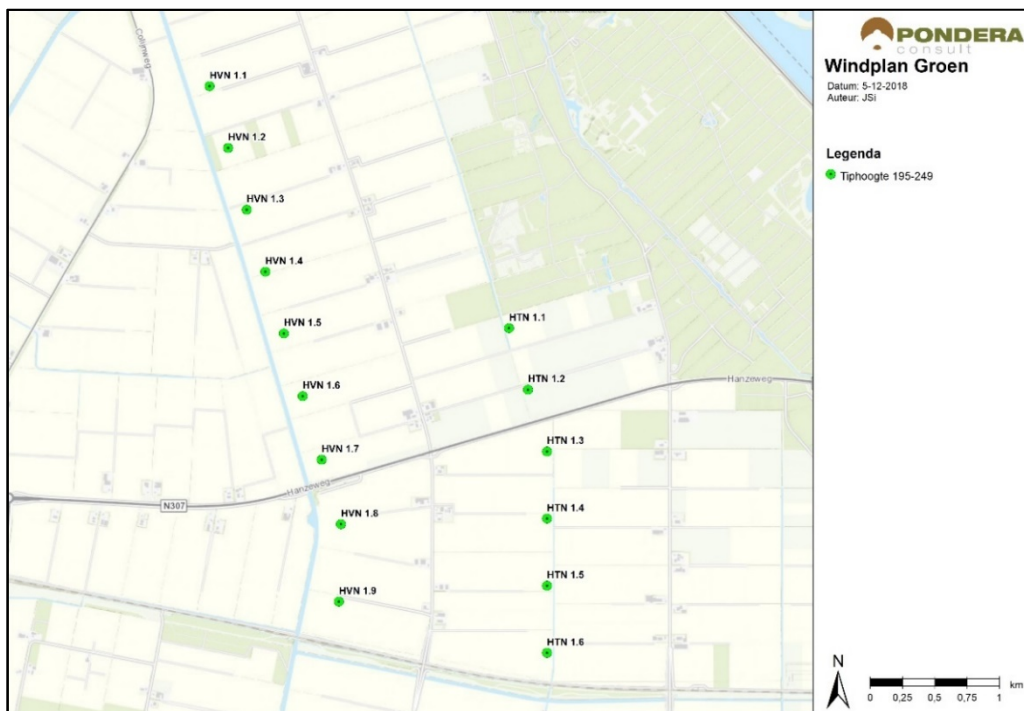 Colijnweg
HVN 1.1
HVN 1.2
HVN 1.3
HVN 1.4
HVN 1.5
HVN 1.6
HVN 1.7
HVN 1.8
HVN 1.9
HTN 1.1
HTN 1.2
HTN 1.3
HTN 1.4
HTN 1.5
HTN 1.6
Hanzeweg
Hanzeweg
N307
PONDERA
consult
Windplan Groen
Datum: 5-12-2018
Auteur: JSi
Legenda
Tiphoogte 195-249
N
0 0,25 0,5 0,75 1 km